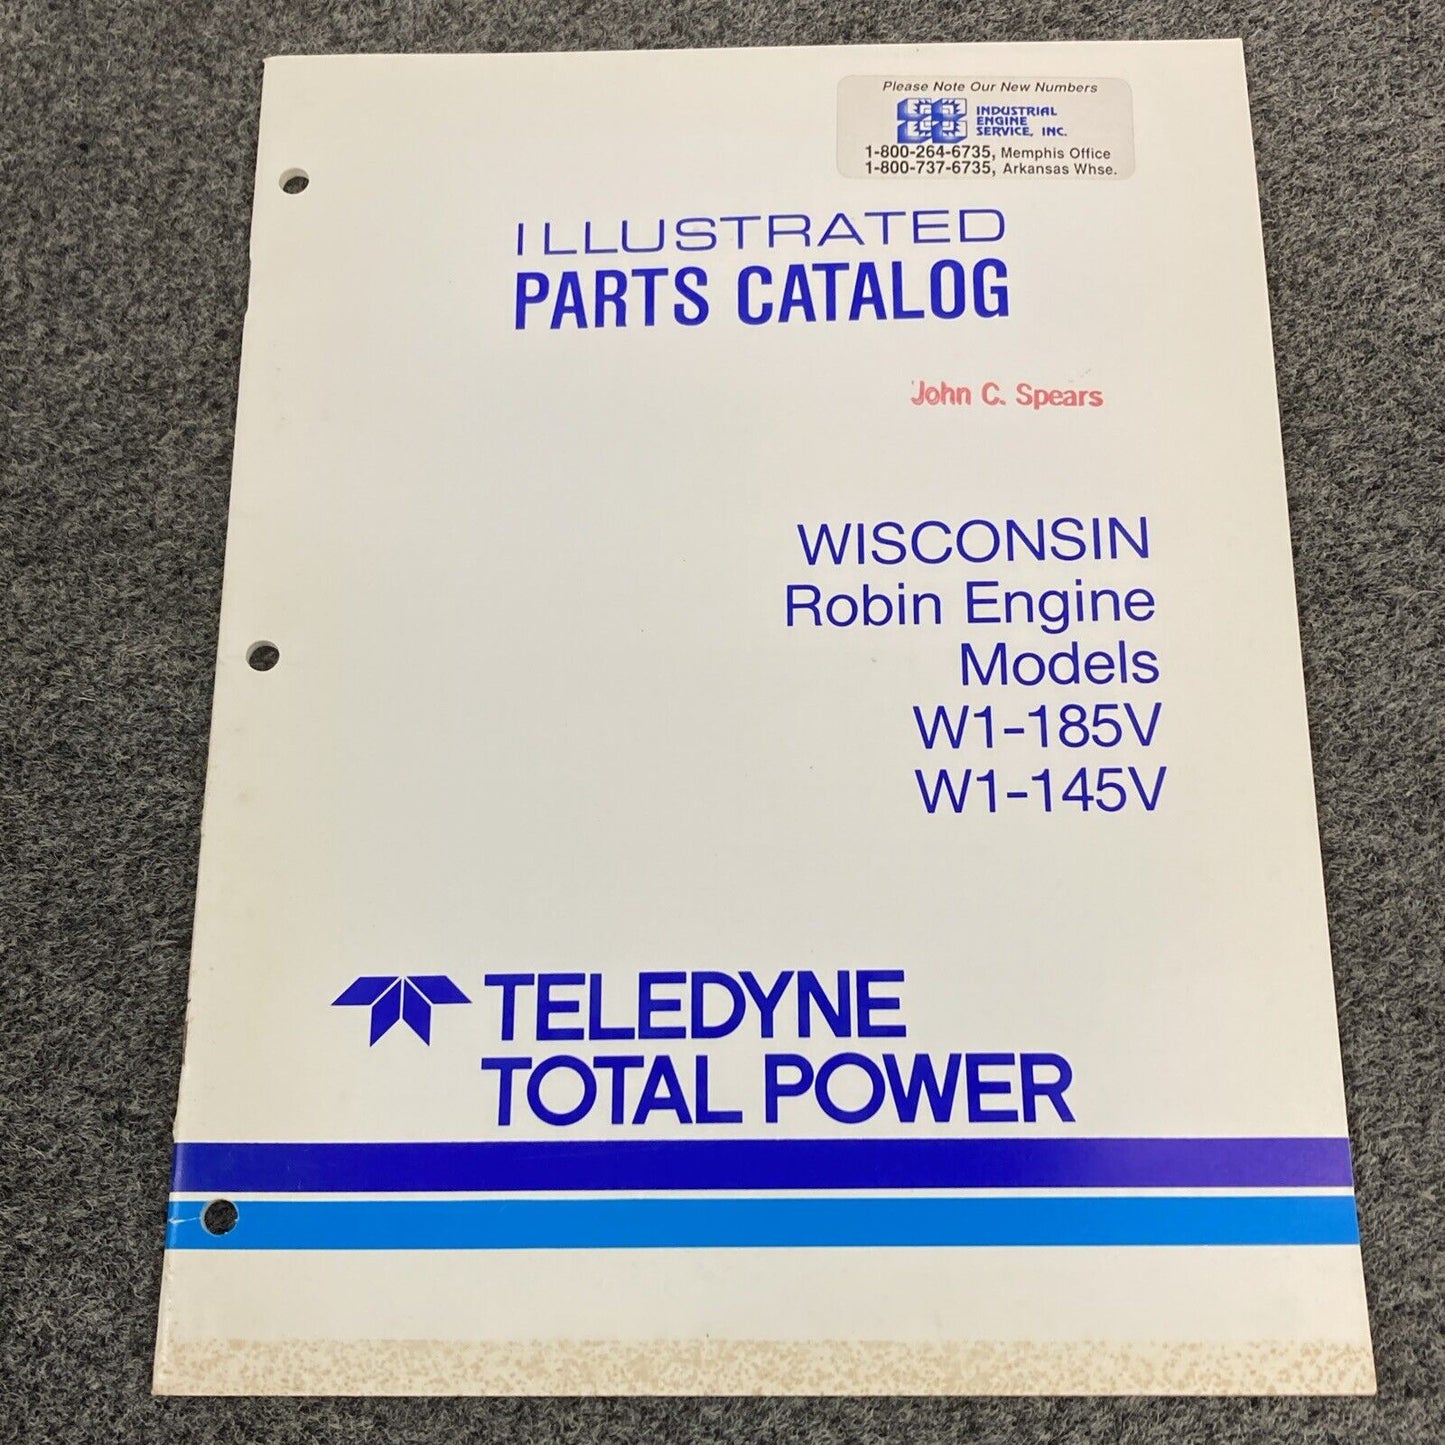 Please Note Our New Numbers
INDUSTRIAL
ENGINE
SERVICE, INC.
1-800-264-6735, Memphis Office
1-800-737-6735, Arkansas Whse.
ILLUSTRATED
PARTS CATALOG
John C. Spears
WISCONSIN
Robin Engine
Models
W1-185V
W1-145V
TELEDYNE
TOTAL POWER